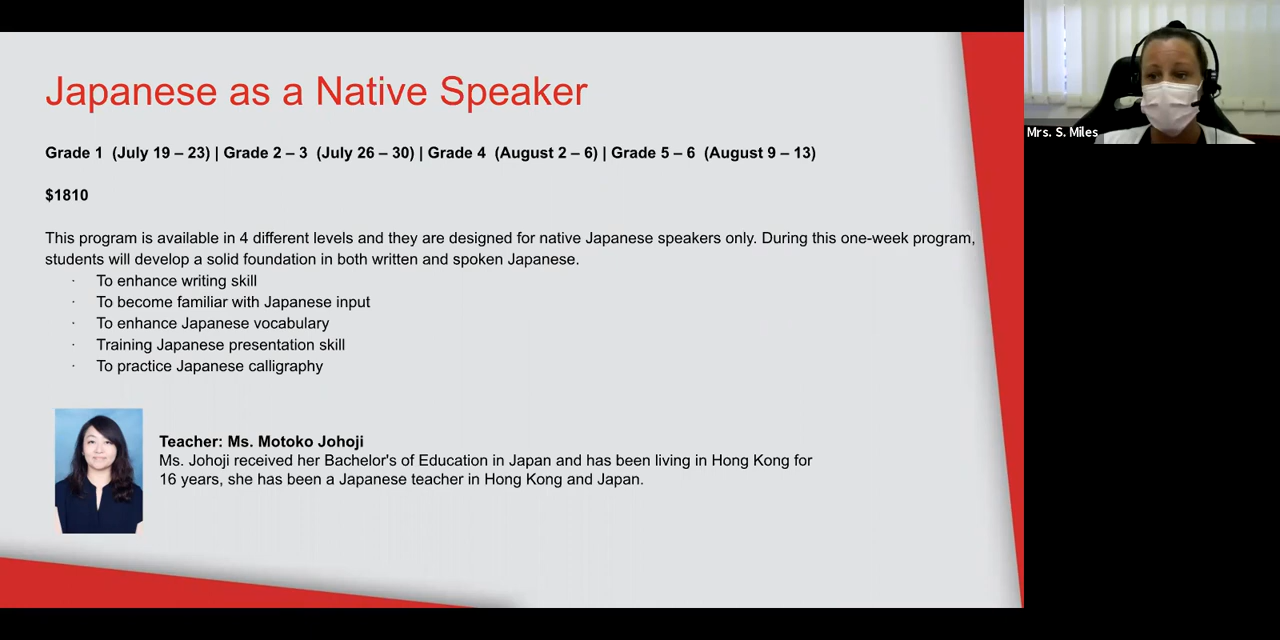 Japanese as a Native Speaker
Grade 1 (July 19 – 23) | Grade 2 – 3 (July 26 – 30) | Grade 4 (August 2 – 6) | Grade 5 – 6 (August 9 – 13)
$1810
This program is available in 4 different levels and they are designed for native Japanese speakers only. During this one-week program,
students will develop a solid foundation in both written and spoken Japanese.
· To enhance writing skill
· To become familiar with Japanese input
· To enhance Japanese vocabulary
· Training Japanese presentation skill
· To practice Japanese calligraphy
Teacher: Ms. Motoko Johoji
Ms. Johoji received her Bachelor's of Education in Japan and has been living in Hong Kong for
16 years, she has been a Japanese teacher in Hong Kong and Japan.
Mrs. S. Miles